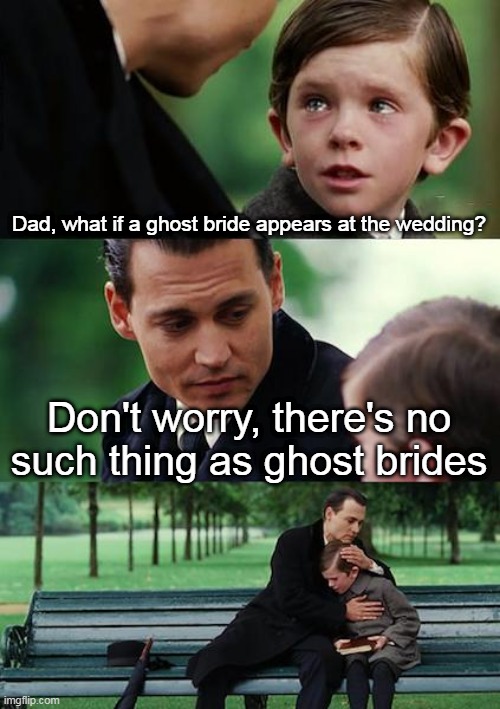 Dad, what if a ghost bride appears at the wedding?
Don't worry, there's no
such thing as ghost brides
imgflip.com